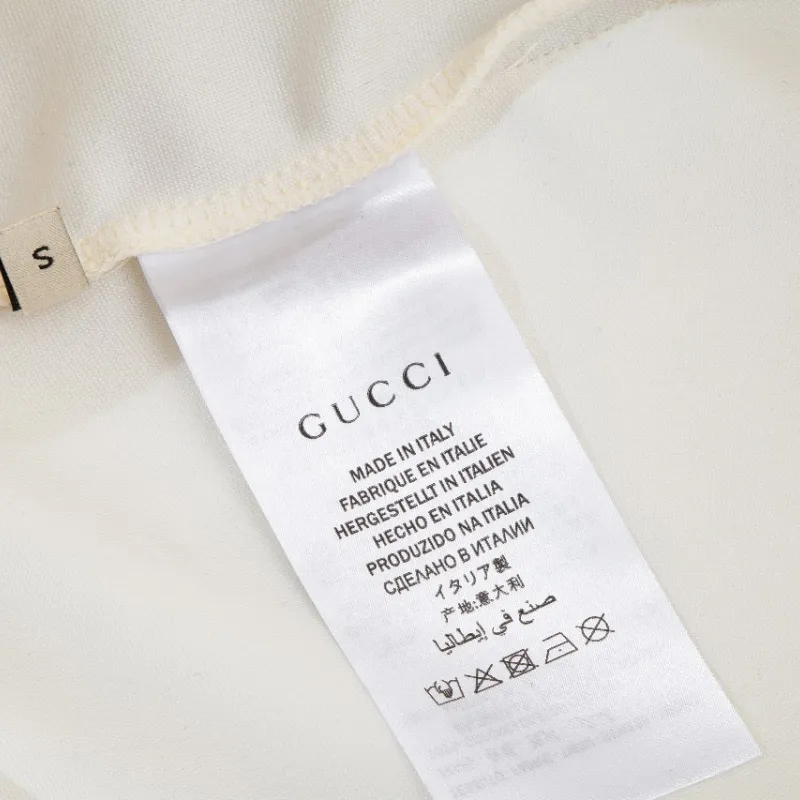 S
GUCCI
MADE IN ITALY
FABRIQUE EN ITALIE
HERGESTELLT IN ITALIEN
HECHO EN ITALIA
PRODUZIDO NA ITALIA
СДЕЛАНО В ИТАЛИИ
イタリア製
产地:意大利
صنع في إيطاليا